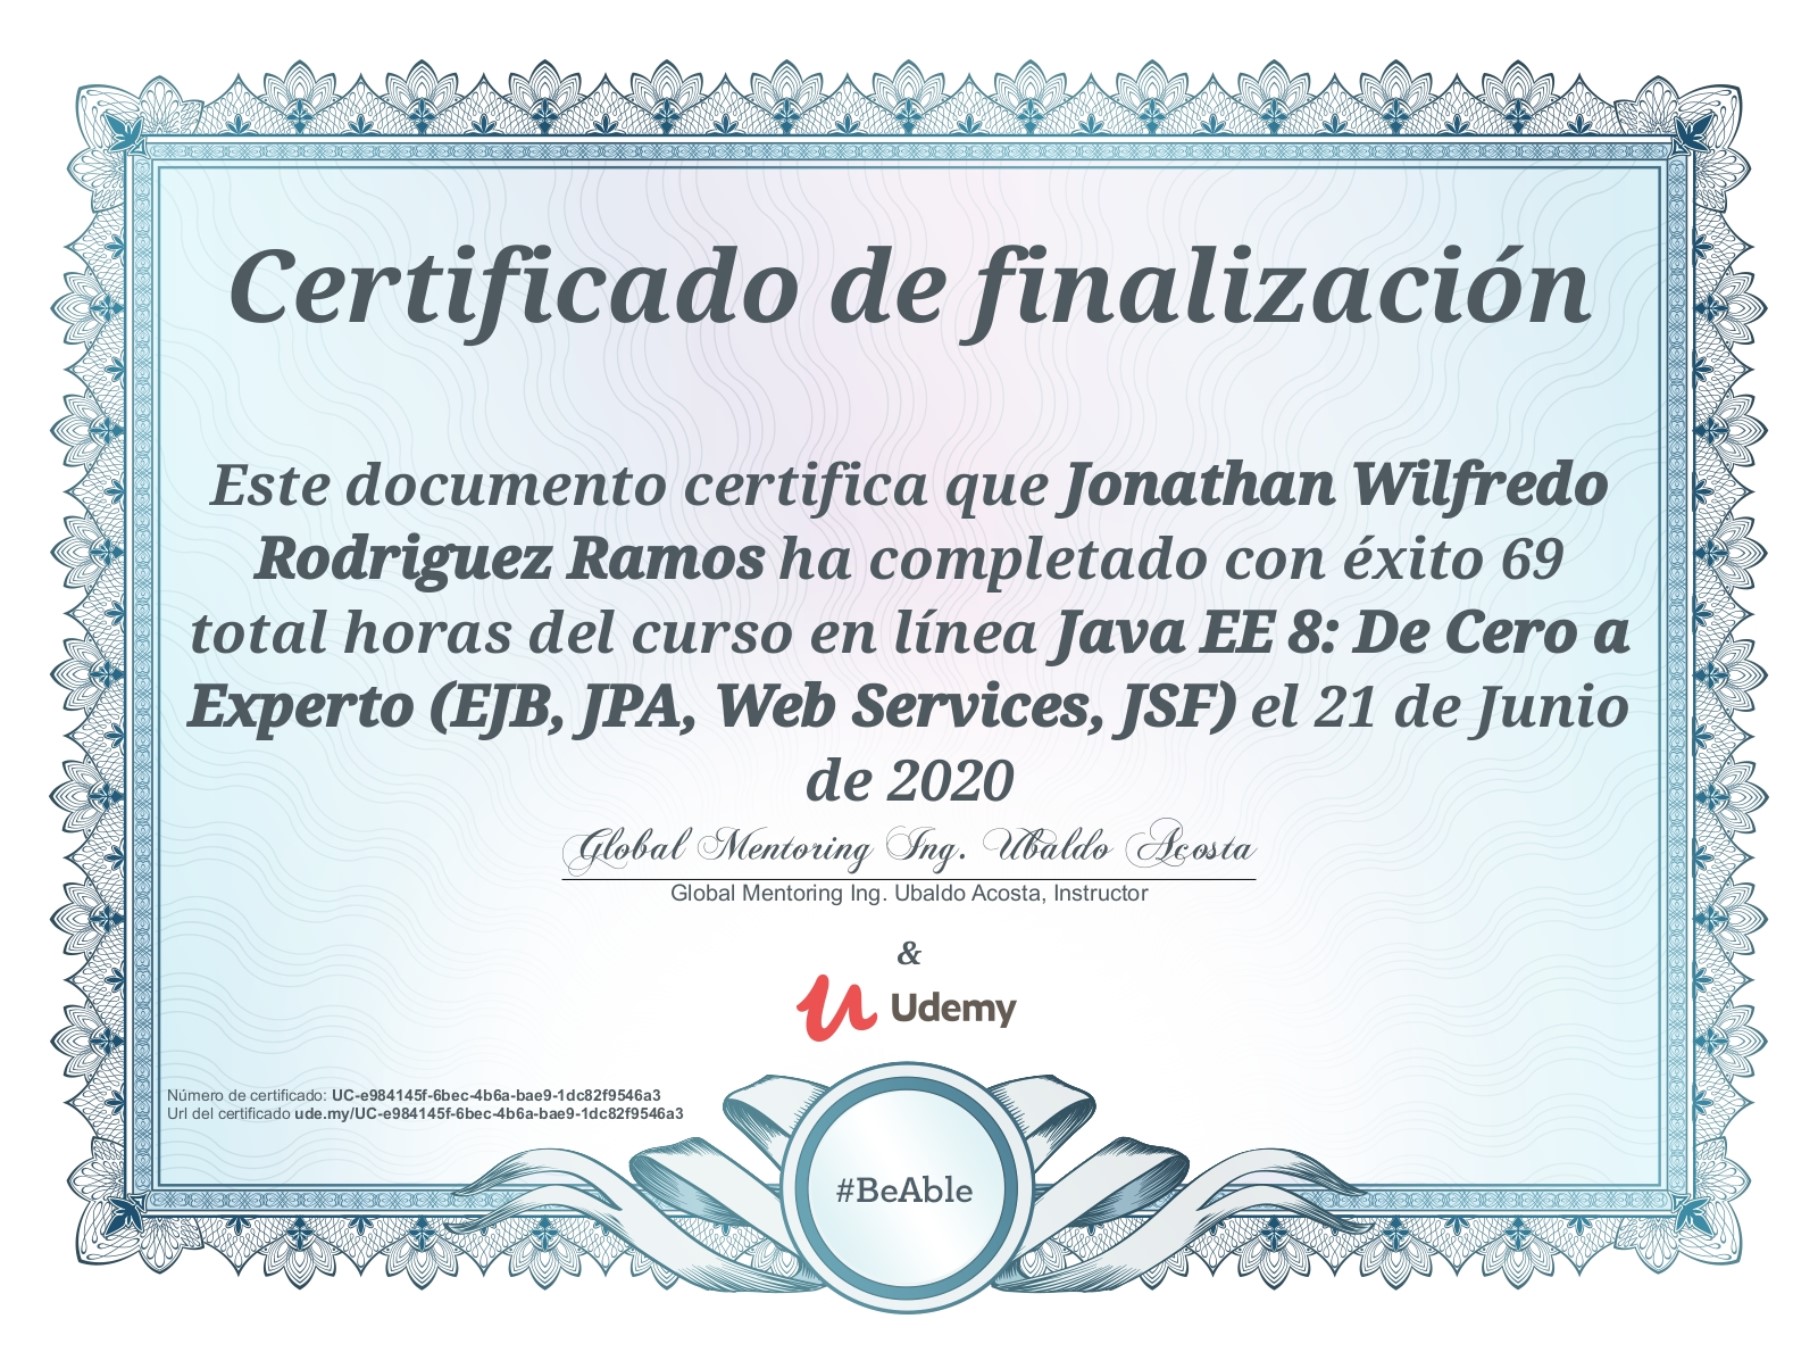 Certificado de finalización
Este documento certifica que Jonathan Wilfredo
Rodriguez Ramos ha completado con éxito 69
total horas del curso en línea Java EE 8: De Cero a
Experto (EJB, JPA, Web Services, JSF) el 21 de Junio
de 2020
Global Mentoring Ing. Ubaldo Acosta
Global Mentoring Ing. Ubaldo Acosta, Instructor
&
Udemy
Número de certificado: UC-e984145f-6bec-4b6a-bae9-1dc82f9546a3
Url del certificado ude.my/UC-e984145f-6bec-4b6a-bae9-1dc82f9546a3
#BeAble